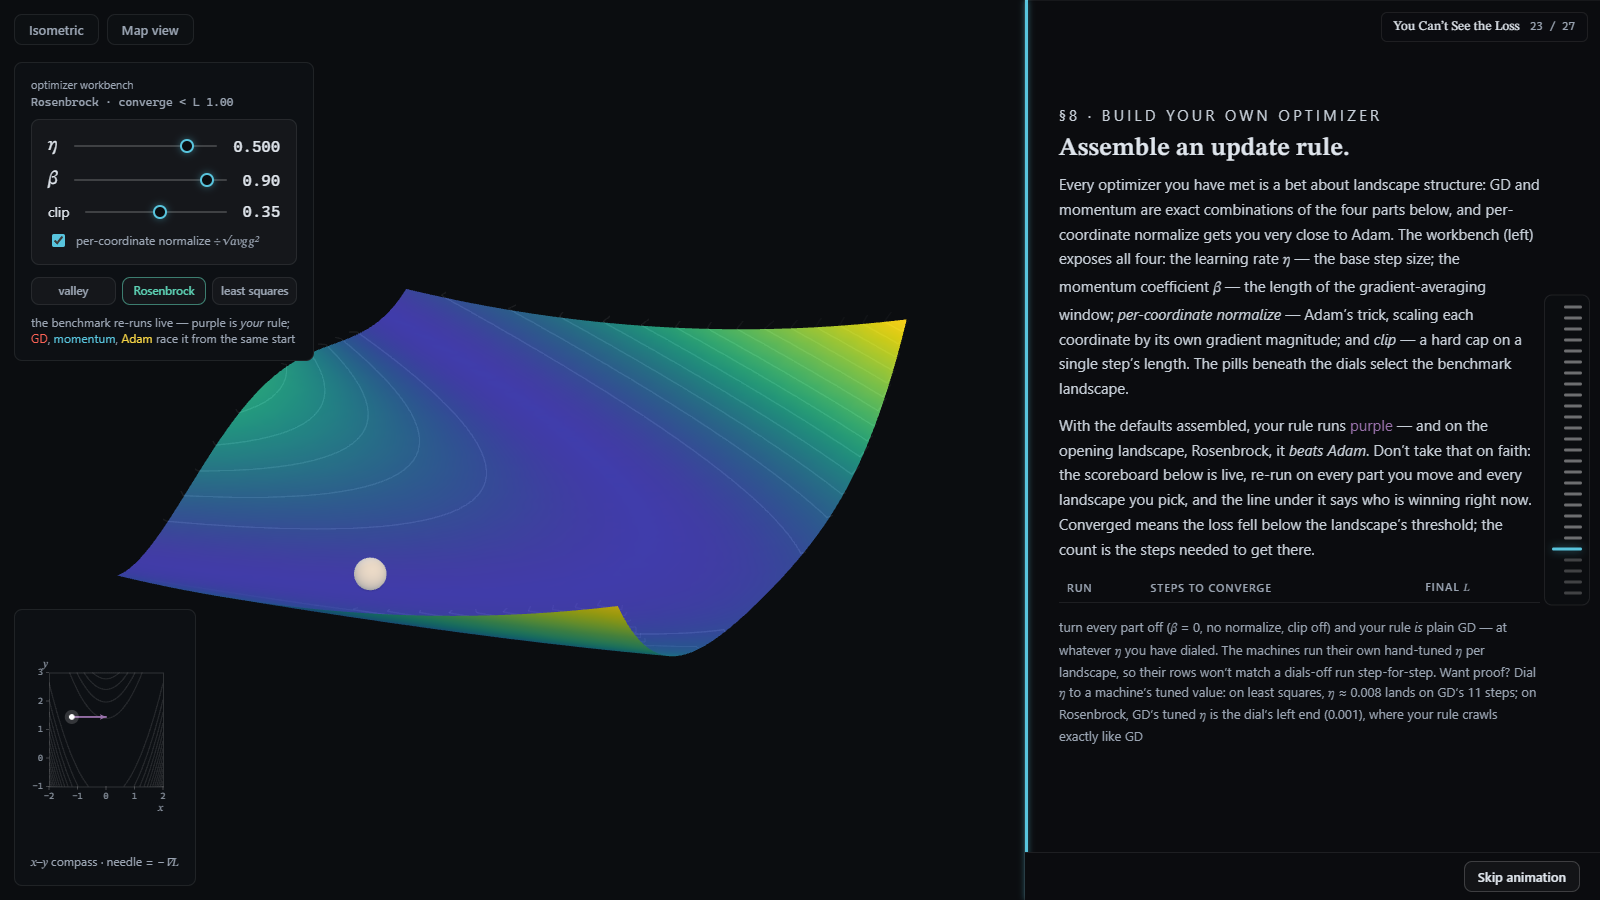 Isometric
Map view
optimizer workbench
Rosenbrock · converge < L 1.00
η 0.500
β 0.90
clip 0.35
per-coordinate normalize ÷√avgg²
valley
Rosenbrock
least squares
the benchmark re-runs live — purple is your rule;
GD, momentum, Adam race it from the same start
y
3
2
1
0
−1
−2 −1 0 1 2
x
x–y compass · needle = −∇L
You Can’t See the Loss 23 / 27
§8 · BUILD YOUR OWN OPTIMIZER
Assemble an update rule.
Every optimizer you have met is a bet about landscape structure: GD and
momentum are exact combinations of the four parts below, and per-
coordinate normalize gets you very close to Adam. The workbench (left)
exposes all four: the learning rate η — the base step size; the
momentum coefficient β — the length of the gradient-averaging
window; per-coordinate normalize — Adam’s trick, scaling each
coordinate by its own gradient magnitude; and clip — a hard cap on a
single step’s length. The pills beneath the dials select the benchmark
landscape.
With the defaults assembled, your rule runs purple — and on the
opening landscape, Rosenbrock, it beats Adam. Don’t take that on faith:
the scoreboard below is live, re-run on every part you move and every
landscape you pick, and the line under it says who is winning right now.
Converged means the loss fell below the landscape’s threshold; the
count is the steps needed to get there.
RUN STEPS TO CONVERGE FINAL L
turn every part off (β = 0, no normalize, clip off) and your rule is plain GD — at
whatever η you have dialed. The machines run their own hand-tuned η per
landscape, so their rows won’t match a dials-off run step-for-step. Want proof? Dial
η to a machine’s tuned value: on least squares, η ≈ 0.008 lands on GD’s 11 steps; on
Rosenbrock, GD’s tuned η is the dial’s left end (0.001), where your rule crawls
exactly like GD
Skip animation